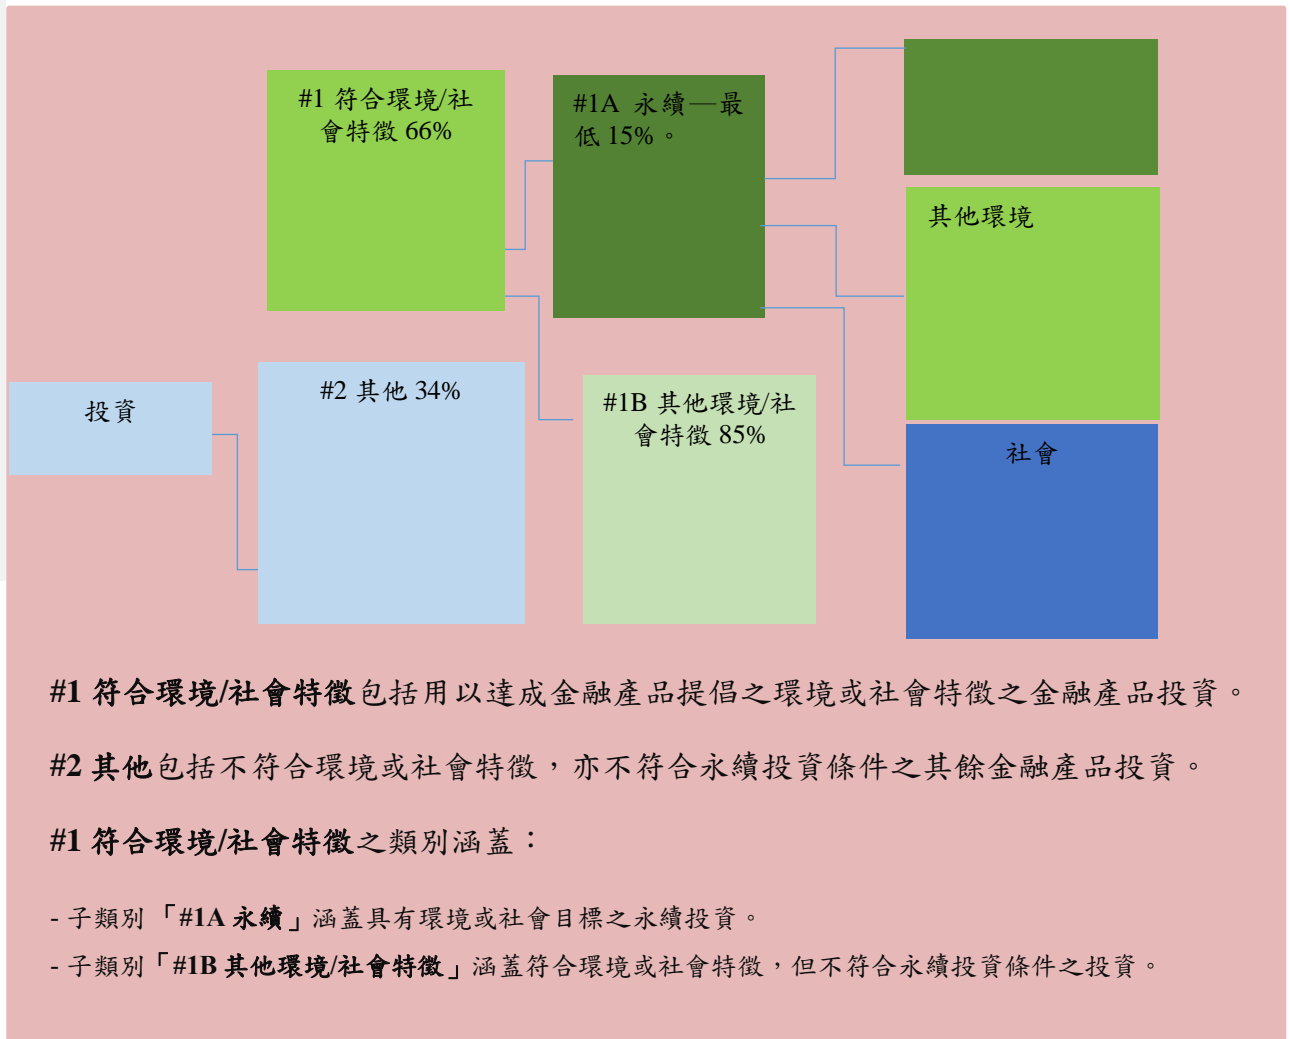 #1 符合環境/社
會特徵 66%
#1A 永續—最
低 15%。
其他環境
投資
#2 其他 34%
#1B 其他環境/社
會特徵 85%
社會
#1 符合環境/社會特徵包括用以達成金融產品提倡之環境或社會特徵之金融產品投資。
#2 其他包括不符合環境或社會特徵，亦不符合永續投資條件之其餘金融產品投資。
#1 符合環境/社會特徵之類別涵蓋：
- 子類別「#1A 永續」涵蓋具有環境或社會目標之永續投資。
- 子類別「#1B 其他環境/社會特徵」涵蓋符合環境或社會特徵，但不符合永續投資條件之投資。